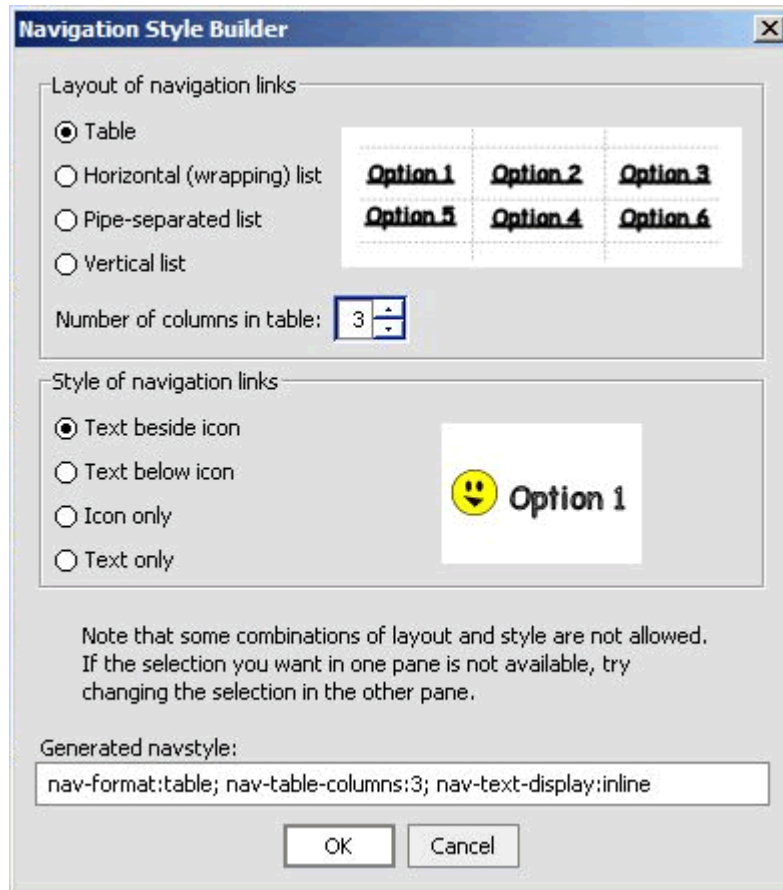 Navigation Style Builder
Layout of navigation links
Table
Horizontal (wrapping) list
Pipe-separated list
Vertical list
Option 1 Option 2 Option 3
Option 5 Option 4 Option 6
Number of columns in table: 3
Style of navigation links
Text beside icon
Text below icon
Icon only
Text only
Option 1
Note that some combinations of layout and style are not allowed.
If the selection you want in one pane is not available, try
changing the selection in the other pane.
Generated navstyle:
nav-format:table; nav-table-columns:3; nav-text-display:inline
OK Cancel